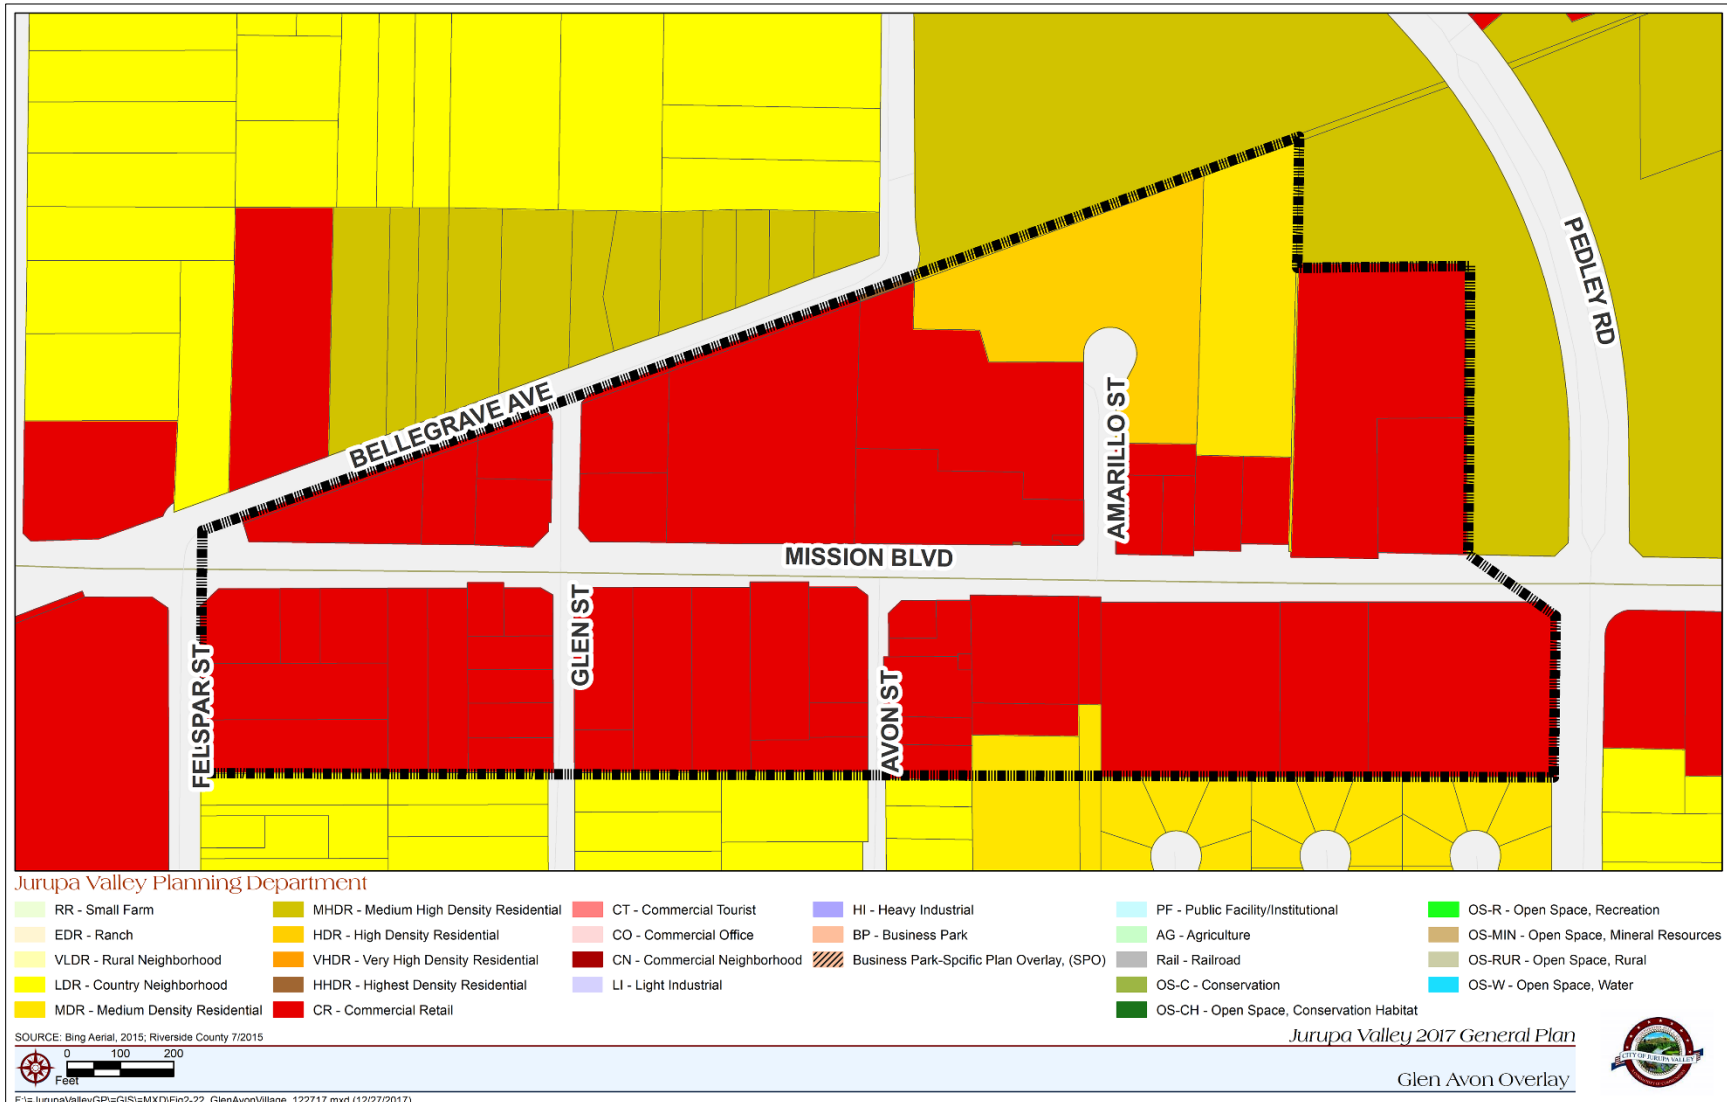 PEDLEY RD
BELLEGRAVE AVE
AMARILLO ST
MISSION BLVD
GLEN ST
FELSPAR ST
AVON ST
Jurupa Valley Planning Department
RR - Small Farm
EDR - Ranch
VLDR - Rural Neighborhood
LDR - Country Neighborhood
MDR - Medium Density Residential
MHDR - Medium High Density Residential
HDR - High Density Residential
VHDR - Very High Density Residential
HHDR - Highest Density Residential
CR - Commercial Retail
CT - Commercial Tourist
CO - Commercial Office
CN - Commercial Neighborhood
LI - Light Industrial
HI - Heavy Industrial
BP - Business Park
Business Park-Spcific Plan Overlay, (SPO)
PF - Public Facility/Institutional
AG - Agriculture
Rail - Railroad
OS-C - Conservation
OS-CH - Open Space, Conservation Habitat
OS-R - Open Space, Recreation
OS-MIN - Open Space, Mineral Resources
OS-RUR - Open Space, Rural
OS-W - Open Space, Water
SOURCE: Bing Aerial, 2015; Riverside County 7/2015
0 100 200
Feet
Jurupa Valley 2017 General Plan
Glen Avon Overlay
CITY OF JURUPA VALLEY